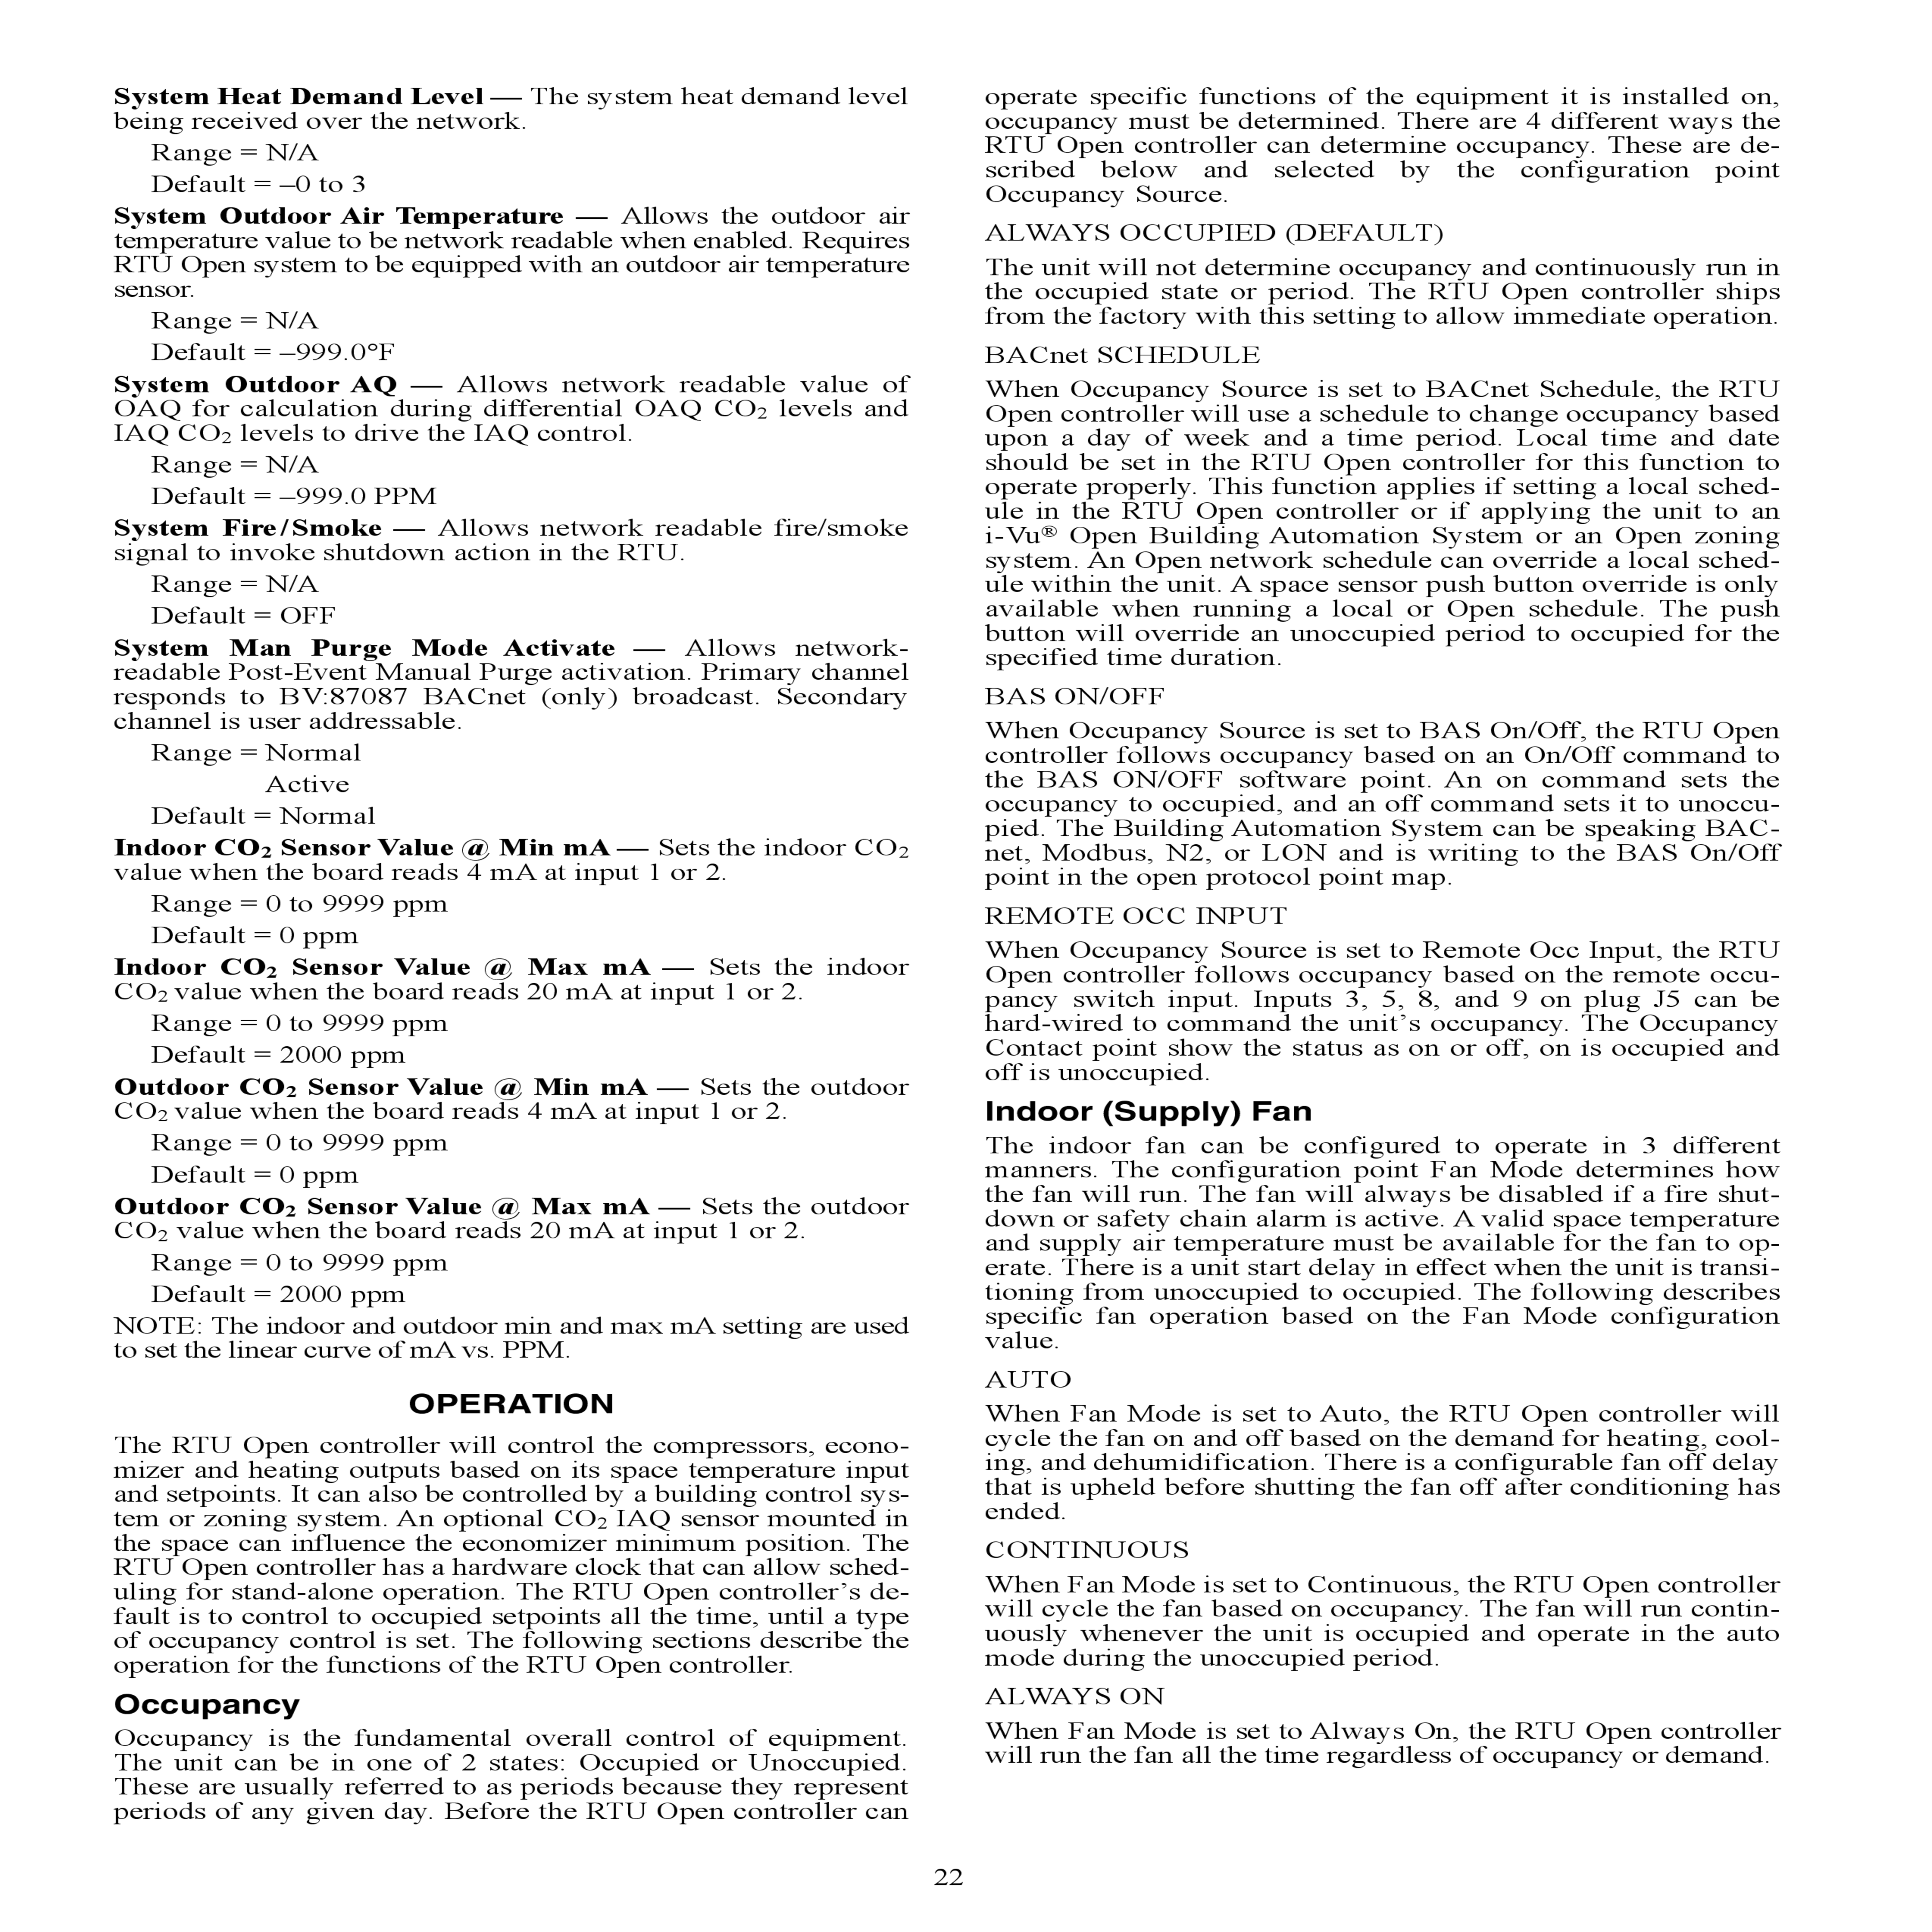 System Heat Demand Level — The system heat demand level
being received over the network.
Range = N/A
Default = –0 to 3
System Outdoor Air Temperature — Allows the outdoor air
temperature value to be network readable when enabled. Requires
RTU Open system to be equipped with an outdoor air temperature
sensor.
Range = N/A
Default = –999.0°F
System Outdoor AQ — Allows network readable value of
OAQ for calculation during differential OAQ CO₂ levels and
IAQ CO₂ levels to drive the IAQ control.
Range = N/A
Default = –999.0 PPM
System Fire/Smoke — Allows network readable fire/smoke
signal to invoke shutdown action in the RTU.
Range = N/A
Default = OFF
System Man Purge Mode Activate — Allows network-
readable Post-Event Manual Purge activation. Primary channel
responds to BV:87087 BACnet (only) broadcast. Secondary
channel is user addressable.
Range = Normal
Active
Default = Normal
Indoor CO₂ Sensor Value @ Min mA — Sets the indoor CO₂
value when the board reads 4 mA at input 1 or 2.
Range = 0 to 9999 ppm
Default = 0 ppm
Indoor CO₂ Sensor Value @ Max mA — Sets the indoor
CO₂ value when the board reads 20 mA at input 1 or 2.
Range = 0 to 9999 ppm
Default = 2000 ppm
Outdoor CO₂ Sensor Value @ Min mA — Sets the outdoor
CO₂ value when the board reads 4 mA at input 1 or 2.
Range = 0 to 9999 ppm
Default = 0 ppm
Outdoor CO₂ Sensor Value @ Max mA — Sets the outdoor
CO₂ value when the board reads 20 mA at input 1 or 2.
Range = 0 to 9999 ppm
Default = 2000 ppm
NOTE: The indoor and outdoor min and max mA setting are used
to set the linear curve of mA vs. PPM.
OPERATION
The RTU Open controller will control the compressors, econo-
mizer and heating outputs based on its space temperature input
and setpoints. It can also be controlled by a building control sys-
tem or zoning system. An optional CO₂ IAQ sensor mounted in
the space can influence the economizer minimum position. The
RTU Open controller has a hardware clock that can allow sched-
uling for stand-alone operation. The RTU Open controller’s de-
fault is to control to occupied setpoints all the time, until a type
of occupancy control is set. The following sections describe the
operation for the functions of the RTU Open controller.
Occupancy
Occupancy is the fundamental overall control of equipment.
The unit can be in one of 2 states: Occupied or Unoccupied.
These are usually referred to as periods because they represent
periods of any given day. Before the RTU Open controller can
operate specific functions of the equipment it is installed on,
occupancy must be determined. There are 4 different ways the
RTU Open controller can determine occupancy. These are de-
scribed below and selected by the configuration point
Occupancy Source.
ALWAYS OCCUPIED (DEFAULT)
The unit will not determine occupancy and continuously run in
the occupied state or period. The RTU Open controller ships
from the factory with this setting to allow immediate operation.
BACnet SCHEDULE
When Occupancy Source is set to BACnet Schedule, the RTU
Open controller will use a schedule to change occupancy based
upon a day of week and a time period. Local time and date
should be set in the RTU Open controller for this function to
operate properly. This function applies if setting a local sched-
ule in the RTU Open controller or if applying the unit to an
i-Vu® Open Building Automation System or an Open zoning
system. An Open network schedule can override a local sched-
ule within the unit. A space sensor push button override is only
available when running a local or Open schedule. The push
button will override an unoccupied period to occupied for the
specified time duration.
BAS ON/OFF
When Occupancy Source is set to BAS On/Off, the RTU Open
controller follows occupancy based on an On/Off command to
the BAS ON/OFF software point. An on command sets the
occupancy to occupied, and an off command sets it to unoccu-
pied. The Building Automation System can be speaking BAC-
net, Modbus, N2, or LON and is writing to the BAS On/Off
point in the open protocol point map.
REMOTE OCC INPUT
When Occupancy Source is set to Remote Occ Input, the RTU
Open controller follows occupancy based on the remote occu-
pancy switch input. Inputs 3, 5, 8, and 9 on plug J5 can be
hard-wired to command the unit’s occupancy. The Occupancy
Contact point show the status as on or off, on is occupied and
off is unoccupied.
Indoor (Supply) Fan
The indoor fan can be configured to operate in 3 different
manners. The configuration point Fan Mode determines how
the fan will run. The fan will always be disabled if a fire shut-
down or safety chain alarm is active. A valid space temperature
and supply air temperature must be available for the fan to op-
erate. There is a unit start delay in effect when the unit is transi-
tioning from unoccupied to occupied. The following describes
specific fan operation based on the Fan Mode configuration
value.
AUTO
When Fan Mode is set to Auto, the RTU Open controller will
cycle the fan on and off based on the demand for heating, cool-
ing, and dehumidification. There is a configurable fan off delay
that is upheld before shutting the fan off after conditioning has
ended.
CONTINUOUS
When Fan Mode is set to Continuous, the RTU Open controller
will cycle the fan based on occupancy. The fan will run contin-
uously whenever the unit is occupied and operate in the auto
mode during the unoccupied period.
ALWAYS ON
When Fan Mode is set to Always On, the RTU Open controller
will run the fan all the time regardless of occupancy or demand.
22